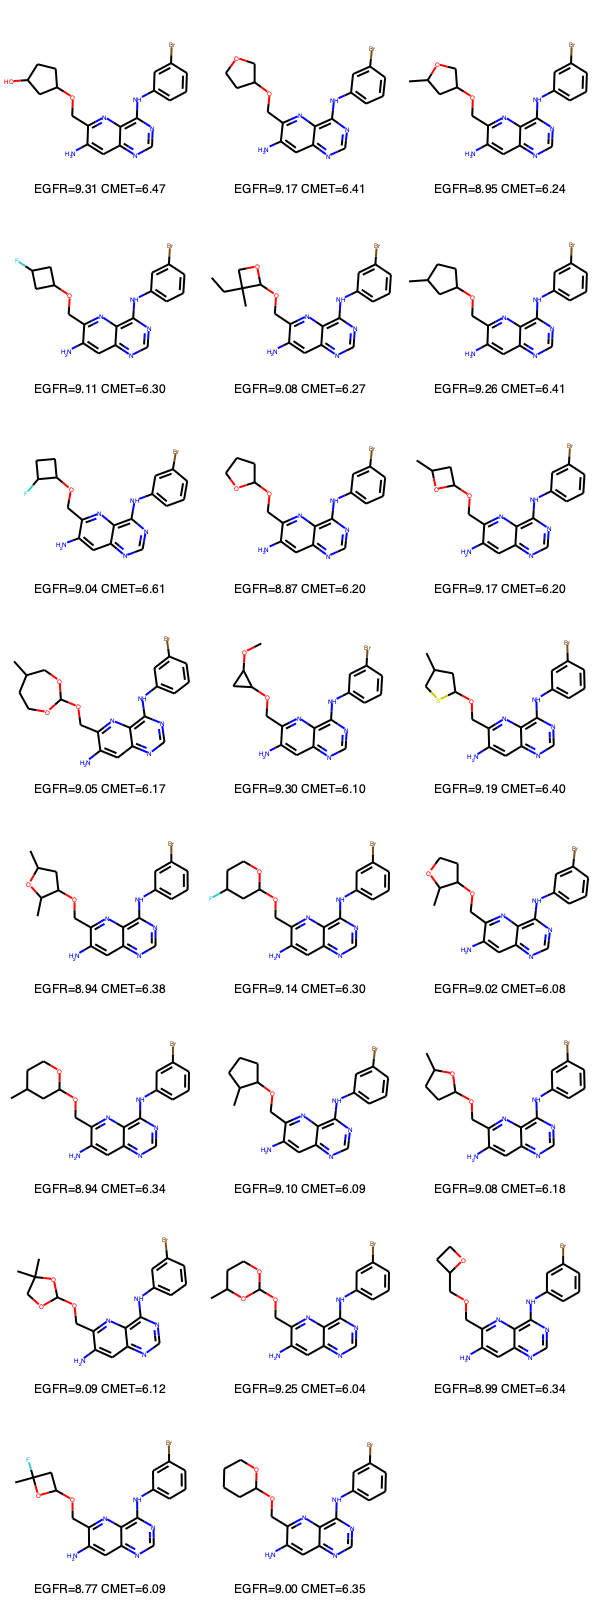 EGFR=9.31 CMET=6.47 EGFR=9.17 CMET=6.41 EGFR=8.95 CMET=6.24
EGFR=9.11 CMET=6.30 EGFR=9.08 CMET=6.27 EGFR=9.26 CMET=6.41
EGFR=9.04 CMET=6.61 EGFR=8.87 CMET=6.20 EGFR=9.17 CMET=6.20
EGFR=9.05 CMET=6.17 EGFR=9.30 CMET=6.10 EGFR=9.19 CMET=6.40
EGFR=8.94 CMET=6.38 EGFR=9.14 CMET=6.30 EGFR=9.02 CMET=6.08
EGFR=8.94 CMET=6.34 EGFR=9.10 CMET=6.09 EGFR=9.08 CMET=6.18
EGFR=9.09 CMET=6.12 EGFR=9.25 CMET=6.04 EGFR=8.99 CMET=6.34
EGFR=8.77 CMET=6.09 EGFR=9.00 CMET=6.35